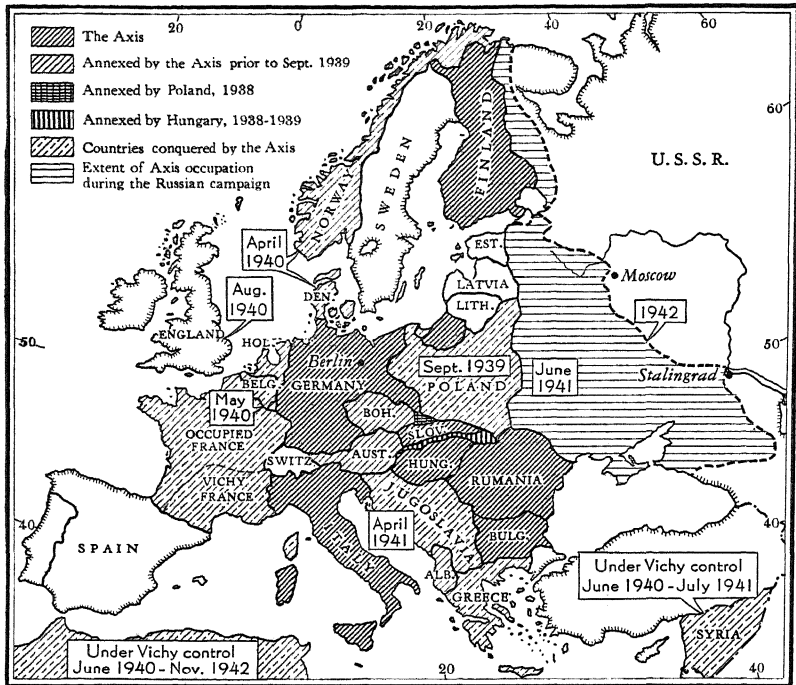 20
0
20
40
60
The Axis
Annexed by the Axis prior to Sept. 1939
Annexed by Poland, 1938
Annexed by Hungary, 1938-1939
Countries conquered by the Axis
Extent of Axis occupation
during the Russian campaign
60
U. S. S. R.
FINLAND
SWEDEN
NORWAY
April
1940
EST.
Moscow
LATVIA
DEN.
LITH.
Aug.
1940
1942
ENGLAND
50
50
HOL.
Berlin
Sept. 1939
GERMANY
POLAND
June
1941
Stalingrad
BELG.
May
1940
BOH.
OCCUPIED
FRANCE
SLOV.
AUST.
SWITZ.
HUNG.
RUMANIA
VICHY
FRANCE
JUGOSLAVIA
40
40
April
1941
BULG.
SPAIN
ITALY
Under Vichy control
June 1940-July 1941
ALB.
GREECE
SYRIA
Under Vichy control
June 1940-Nov. 1942
20
40